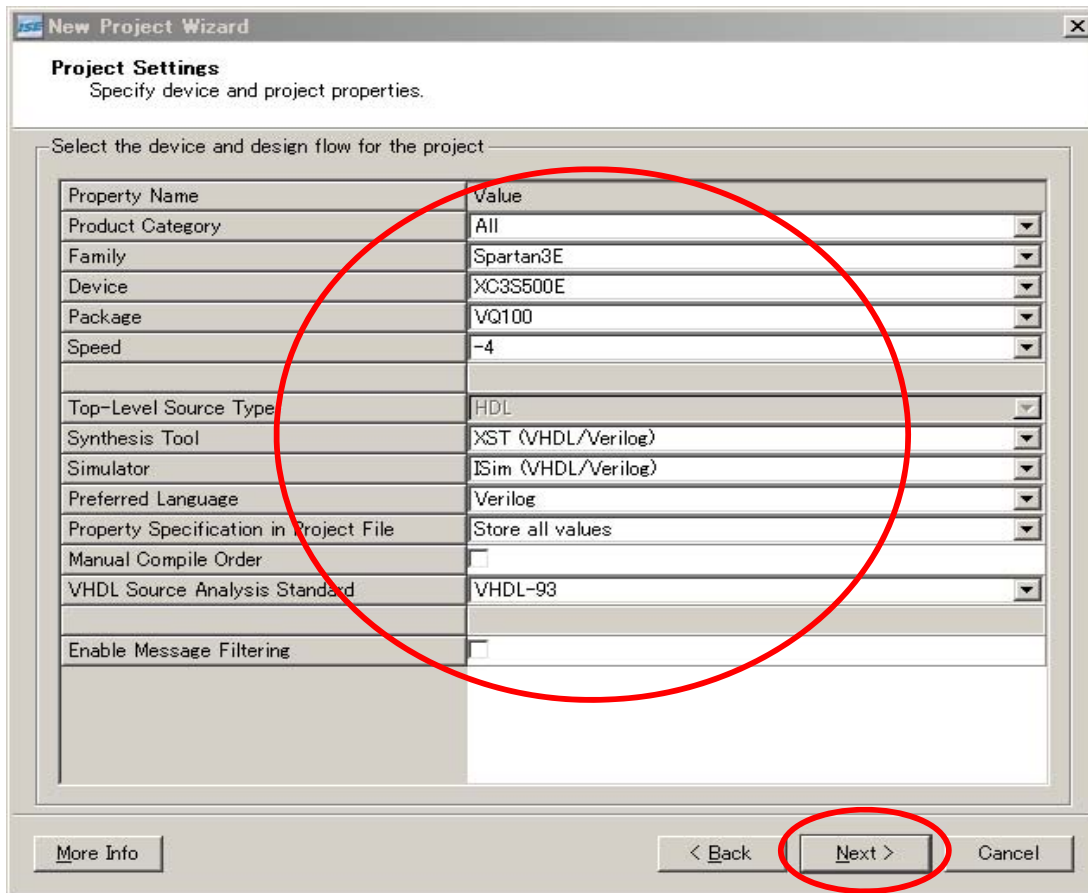 ISE New Project Wizard
Project Settings
Specify device and project properties.
Select the device and design flow for the project
Property Name Value
Product Category All
Family Spartan3E
Device XC3S500E
Package VQ100
Speed -4
Top-Level Source Type HDL
Synthesis Tool XST (VHDL/Verilog)
Simulator ISim (VHDL/Verilog)
Preferred Language Verilog
Property Specification in Project File Store all values
Manual Compile Order
VHDL Source Analysis Standard VHDL-93
Enable Message Filtering
More Info < Back Next > Cancel